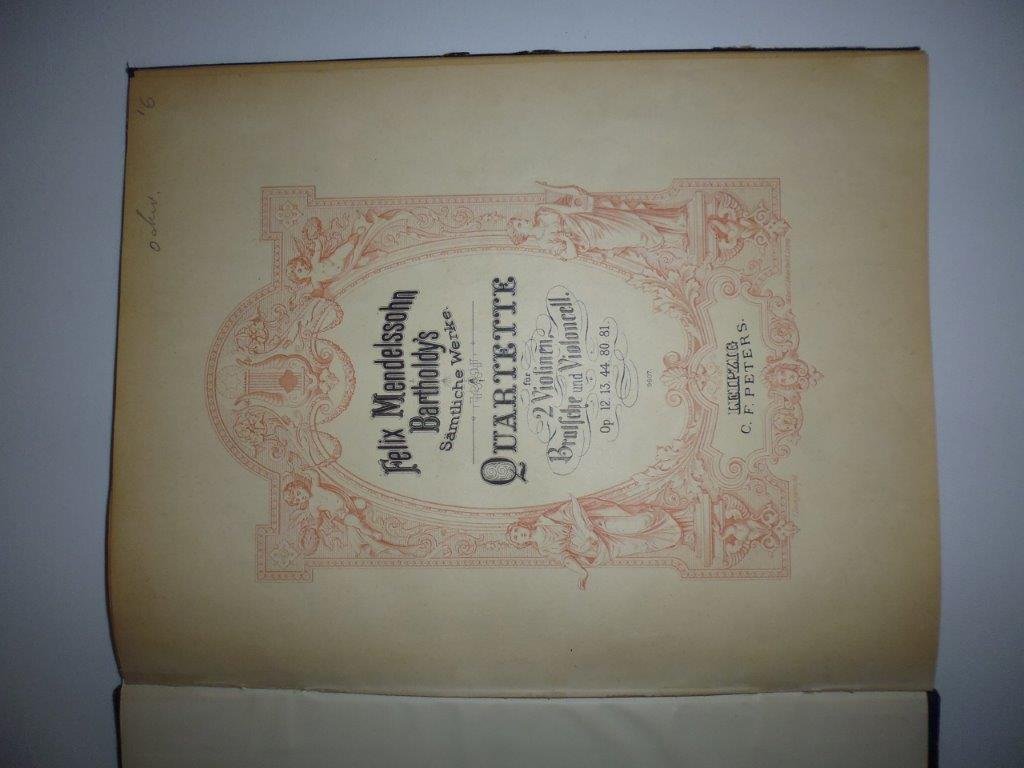 Felix Mendelssohn
Bartholdy's
Sämtliche Werke.
QUARTETTE
für
2 Violinen,
Bratsche und Violoncell.
Op. 12. 13. 44. 80. 81.
LEIPZIG
C. F. PETERS.